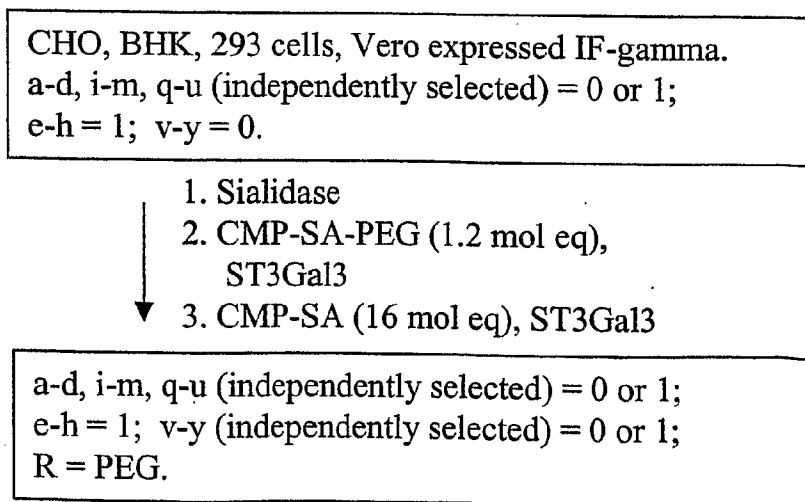 CHO, BHK, 293 cells, Vero expressed IF-gamma.
a-d, i-m, q-u (independently selected) = 0 or 1;
e-h = 1; v-y = 0.
1. Sialidase
2. CMP-SA-PEG (1.2 mol eq),
ST3Gal3
3. CMP-SA (16 mol eq), ST3Gal3
a-d, i-m, q-u (independently selected) = 0 or 1;
e-h = 1; v-y (independently selected) = 0 or 1;
R = PEG.